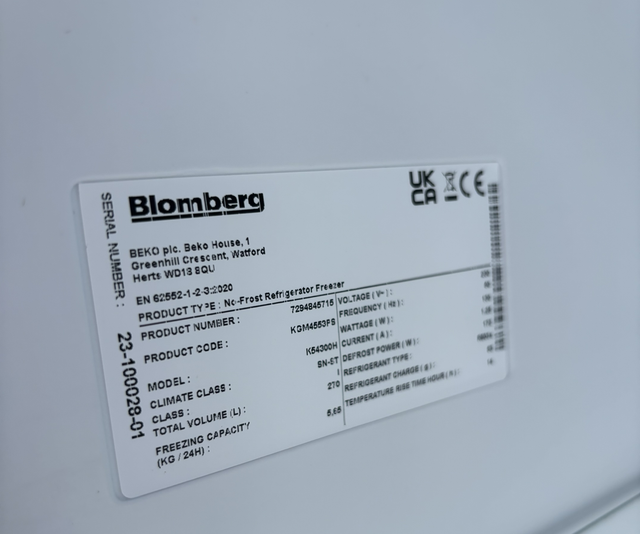 Blomberg
UK
CA
CE
BEKO plc. Beko House, 1
Greenhill Crescent, Watford
Herts WD18 8QU
EN 62552-1-2-3:2020
PRODUCT TYPE : No-Frost Refrigerator Freezer
PRODUCT NUMBER : 7294845715
PRODUCT CODE : KGM4553PS
MODEL : K54300H
CLIMATE CLASS : SN-ST
CLASS : I
TOTAL VOLUME (L) : 270
FREEZING CAPACITY
(KG / 24H) : 5,65
VOLTAGE ( V~ ) :
FREQUENCY ( Hz ) :
WATTAGE ( W ) :
CURRENT ( A ) :
DEFROST POWER ( W ) :
REFRIGERANT TYPE :
REFRIGERANT CHARGE ( g ) :
TEMPERATURE RISE TIME HOUR ( H ) :
SERIAL NUMBER : 23-100028-01